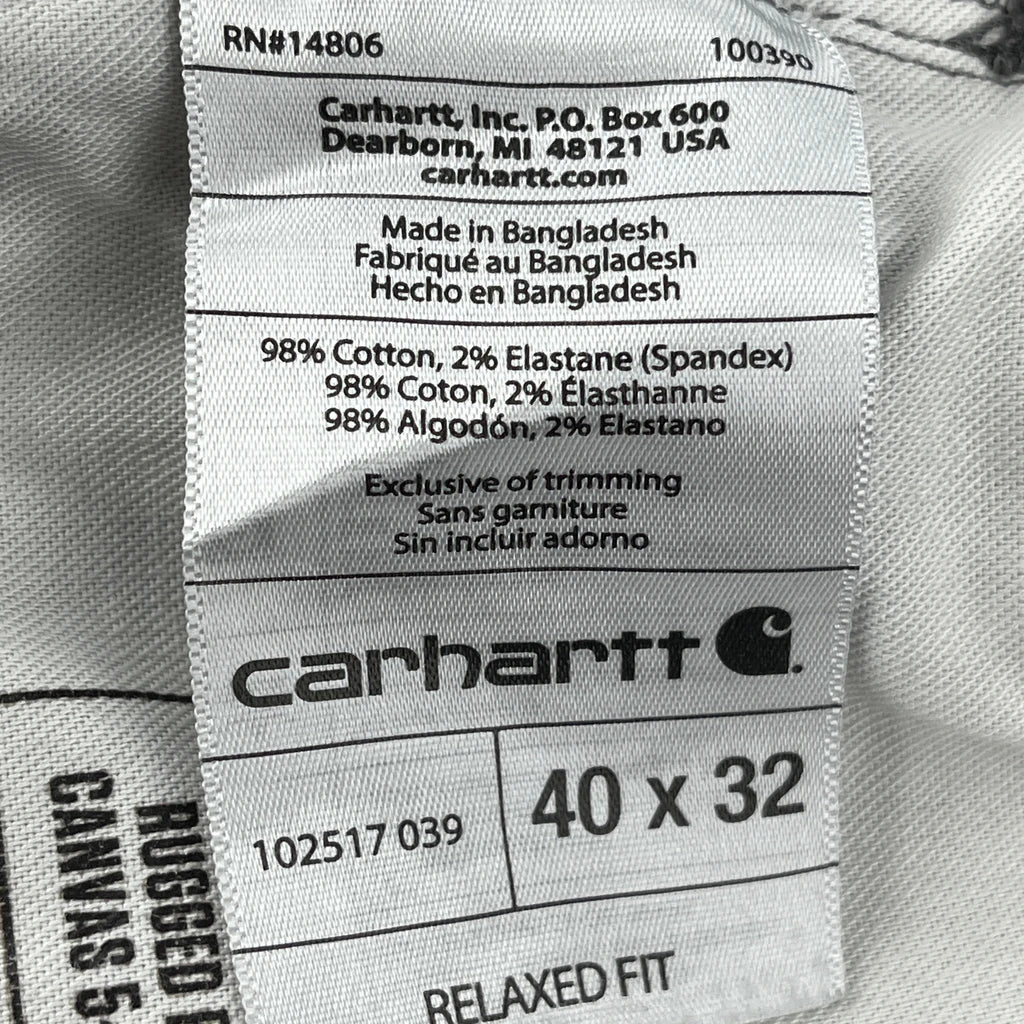 RN#14806 100390
Carhartt, Inc. P.O. Box 600
Dearborn, MI 48121 USA
carhartt.com
Made in Bangladesh
Fabriqué au Bangladesh
Hecho en Bangladesh
98% Cotton, 2% Elastane (Spandex)
98% Coton, 2% Élasthanne
98% Algodón, 2% Elastano
Exclusive of trimming
Sans garniture
Sin incluir adorno
carhartt
102517 039
40 x 32
RELAXED FIT
RUGGED
CANVAS